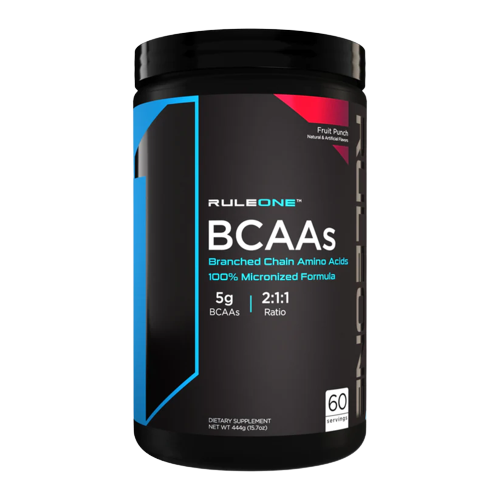 Fruit Punch
Natural & Artificial Flavors
RULEONE™
BCAAs
Branched Chain Amino Acids
100% Micronized Formula
5g
BCAAs
2:1:1
Ratio
RULEONE
60
servings
DIETARY SUPPLEMENT
NET WT 444g (15.7oz)